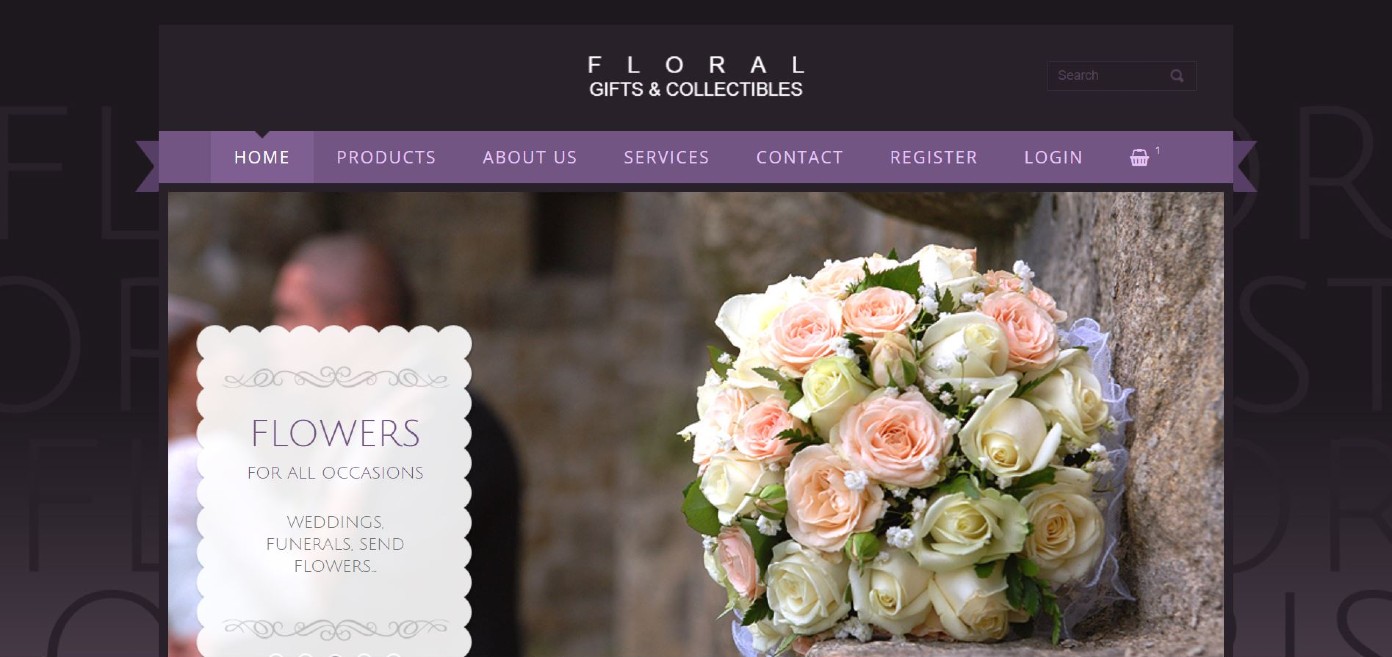 F L O R A L
GIFTS & COLLECTIBLES
Search
HOME PRODUCTS ABOUT US SERVICES CONTACT REGISTER LOGIN 1
FLOWERS
FOR ALL OCCASIONS
WEDDINGS,
FUNERALS, SEND
FLOWERS...